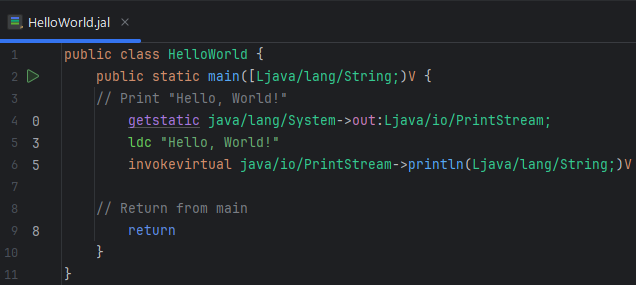 HelloWorld.jal ×
1 public class HelloWorld {
2 public static main([Ljava/lang/String;)V {
3 // Print "Hello, World!"
4 0 getstatic java/lang/System->out:Ljava/io/PrintStream;
5 3 ldc "Hello, World!"
6 5 invokevirtual java/io/PrintStream->println(Ljava/lang/String;)V
7
8 // Return from main
9 8 return
10 }
11 }